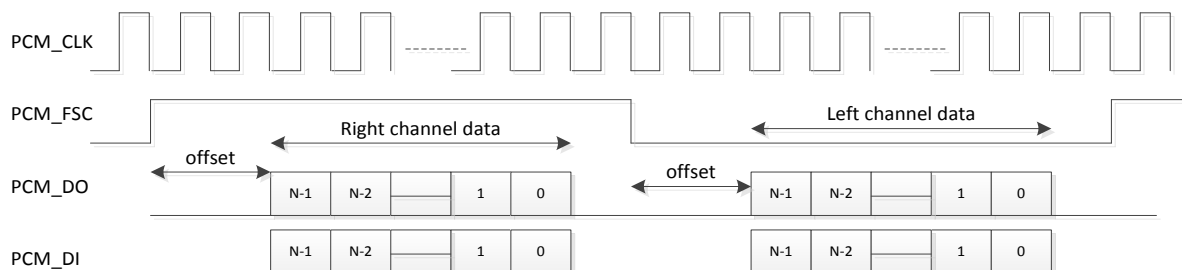 PCM_CLK
PCM_FSC
Right channel data
Left channel data
offset
offset
PCM_DO
N-1 N-2 1 0
N-1 N-2 1 0
PCM_DI
N-1 N-2 1 0
N-1 N-2 1 0